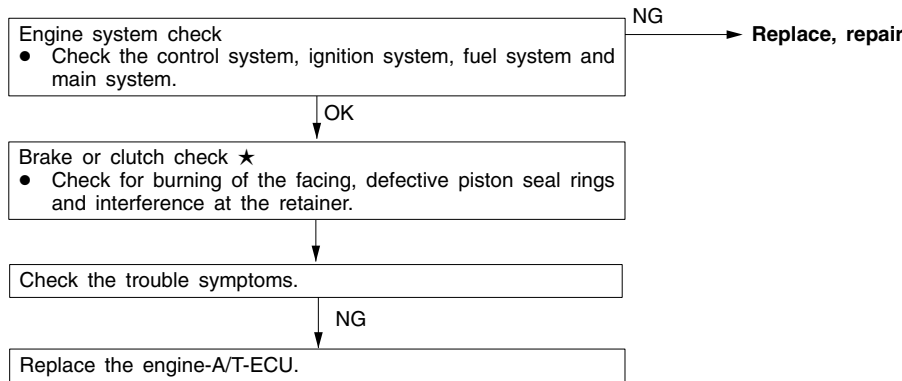 NG
Engine system check
● Check the control system, ignition system, fuel system and
main system.
Replace, repair
OK
Brake or clutch check ★
● Check for burning of the facing, defective piston seal rings
and interference at the retainer.
Check the trouble symptoms.
NG
Replace the engine-A/T-ECU.